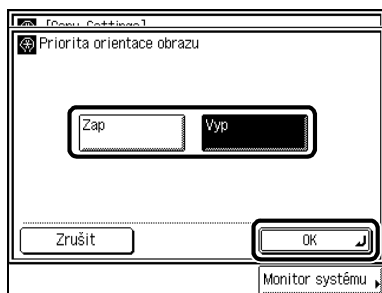 [Copy Settings]
Priorita orientace obrazu
Zap
Vyp
Zrušit
OK
Monitor systému